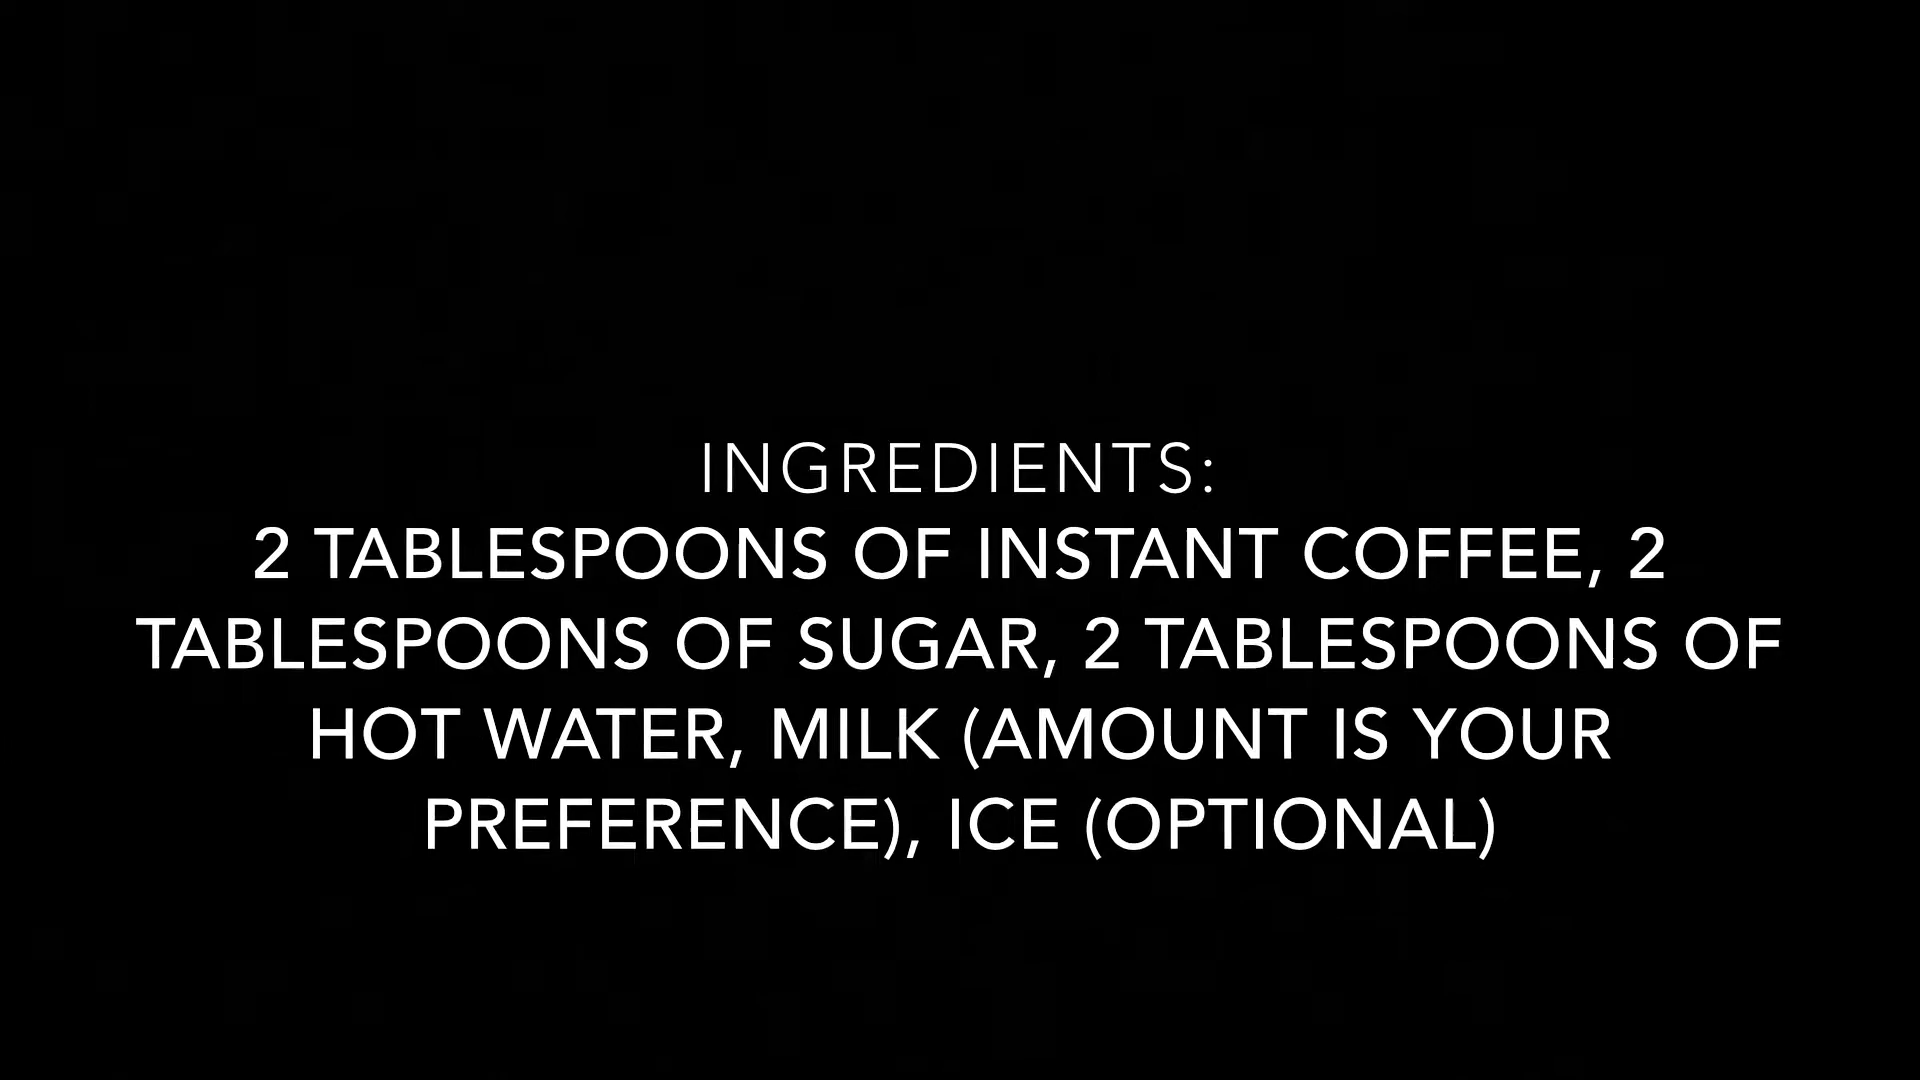 INGREDIENTS:
2 TABLESPOONS OF INSTANT COFFEE, 2
TABLESPOONS OF SUGAR, 2 TABLESPOONS OF
HOT WATER, MILK (AMOUNT IS YOUR
PREFERENCE), ICE (OPTIONAL)